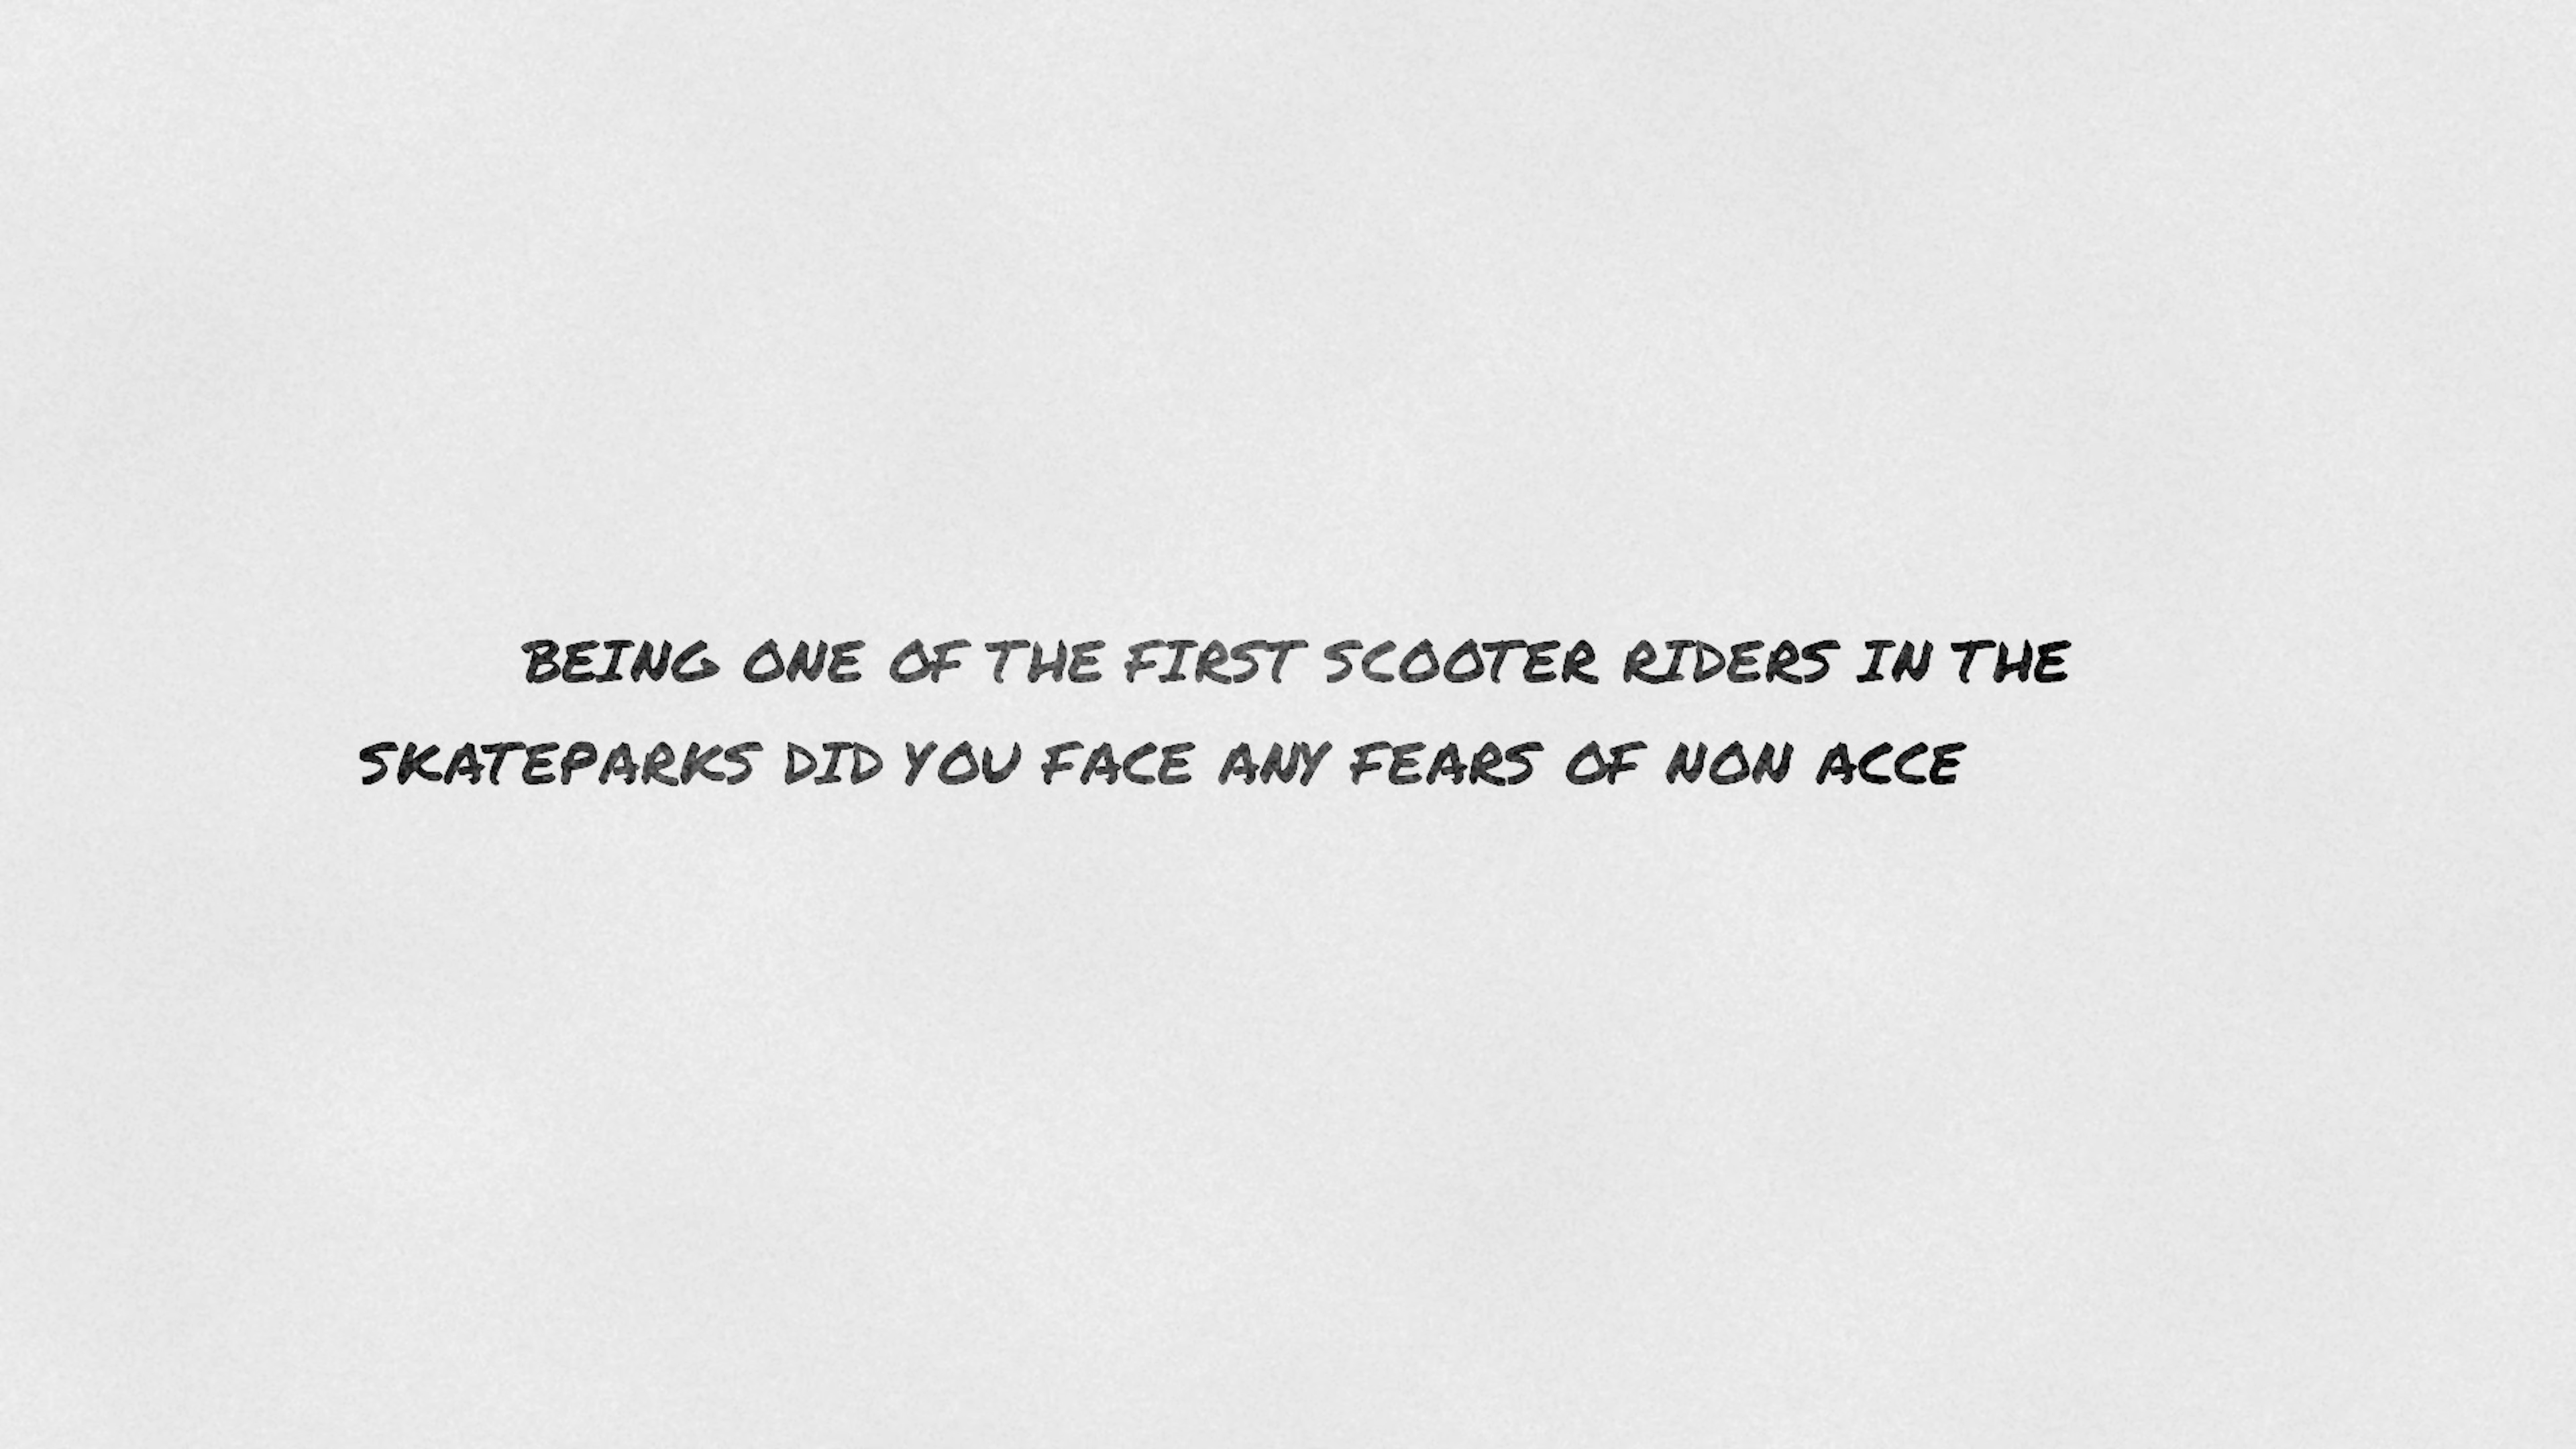 BEING ONE OF THE FIRST SCOOTER RIDERS IN THE
SKATEPARKS DID YOU FACE ANY FEARS OF NON ACCE